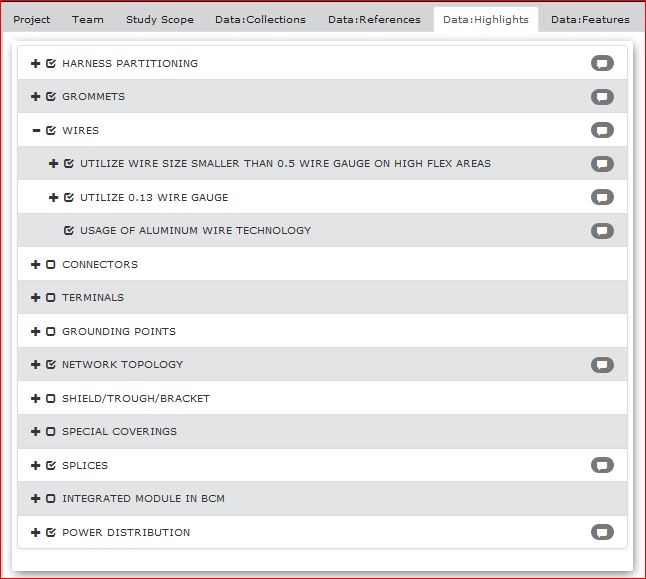 Project Team Study Scope Data:Collections Data:References Data:Highlights Data:Features
HARNESS PARTITIONING
GROMMETS
WIRES
UTILIZE WIRE SIZE SMALLER THAN 0.5 WIRE GAUGE ON HIGH FLEX AREAS
UTILIZE 0.13 WIRE GAUGE
USAGE OF ALUMINUM WIRE TECHNOLOGY
CONNECTORS
TERMINALS
GROUNDING POINTS
NETWORK TOPOLOGY
SHIELD/TROUGH/BRACKET
SPECIAL COVERINGS
SPLICES
INTEGRATED MODULE IN BCM
POWER DISTRIBUTION